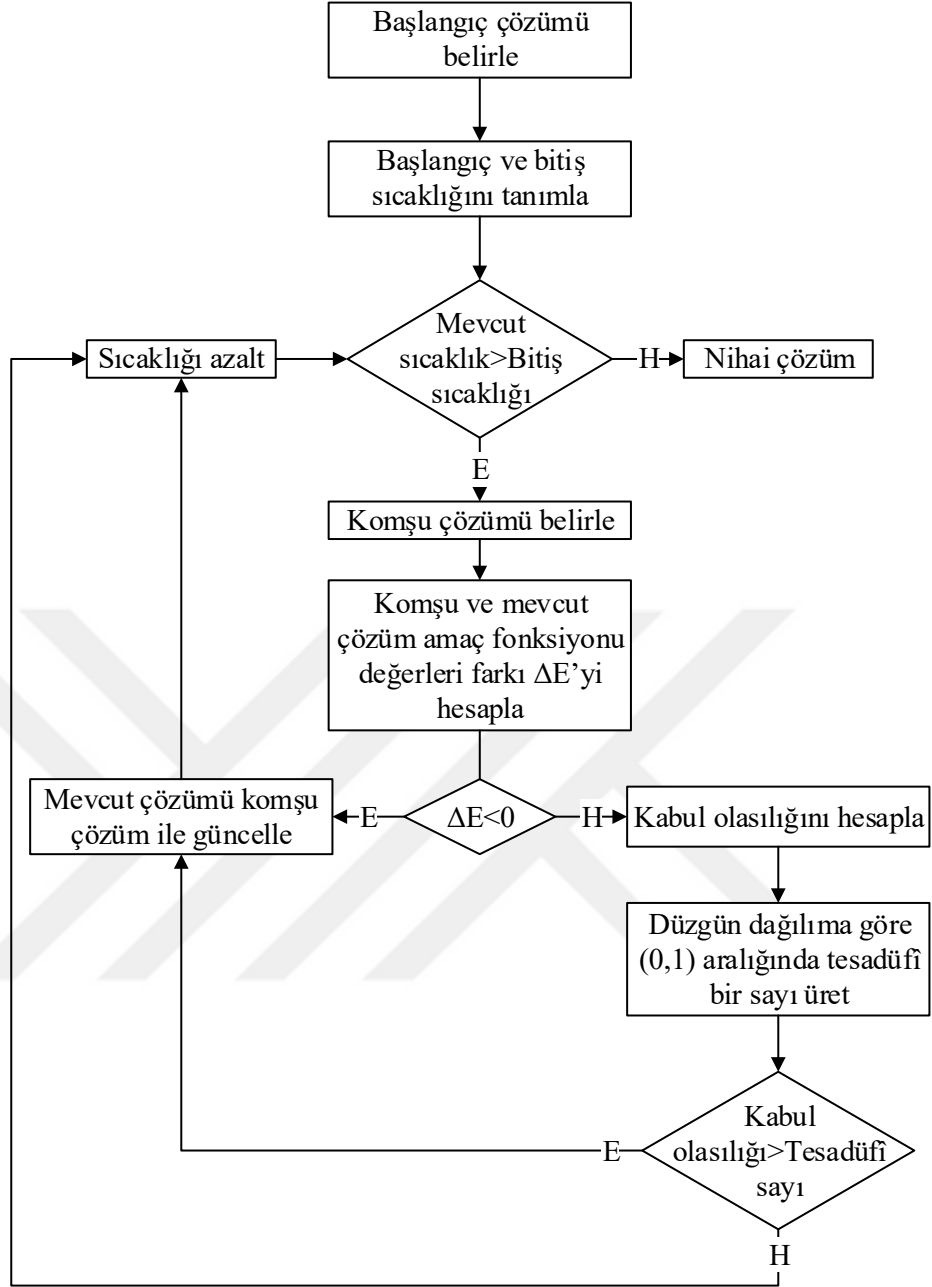 Başlangıç çözümü
belirle
Başlangıç ve bitiş
sıcaklığını tanımla
Mevcut
sıcaklık>Bitiş
sıcaklığı
Sıcaklığı azalt
H
Nihai çözüm
E
Komşu çözümü belirle
Komşu ve mevcut
çözüm amaç fonksiyonu
değerleri farkı ΔE’yi
hesapla
Mevcut çözümü komşu
çözüm ile güncelle
E
ΔE<0
H
Kabul olasılığını hesapla
Düzgün dağılıma göre
(0,1) aralığında tesadüfî
bir sayı üret
Kabul
olasılığı>Tesadüfî
sayı
E
H